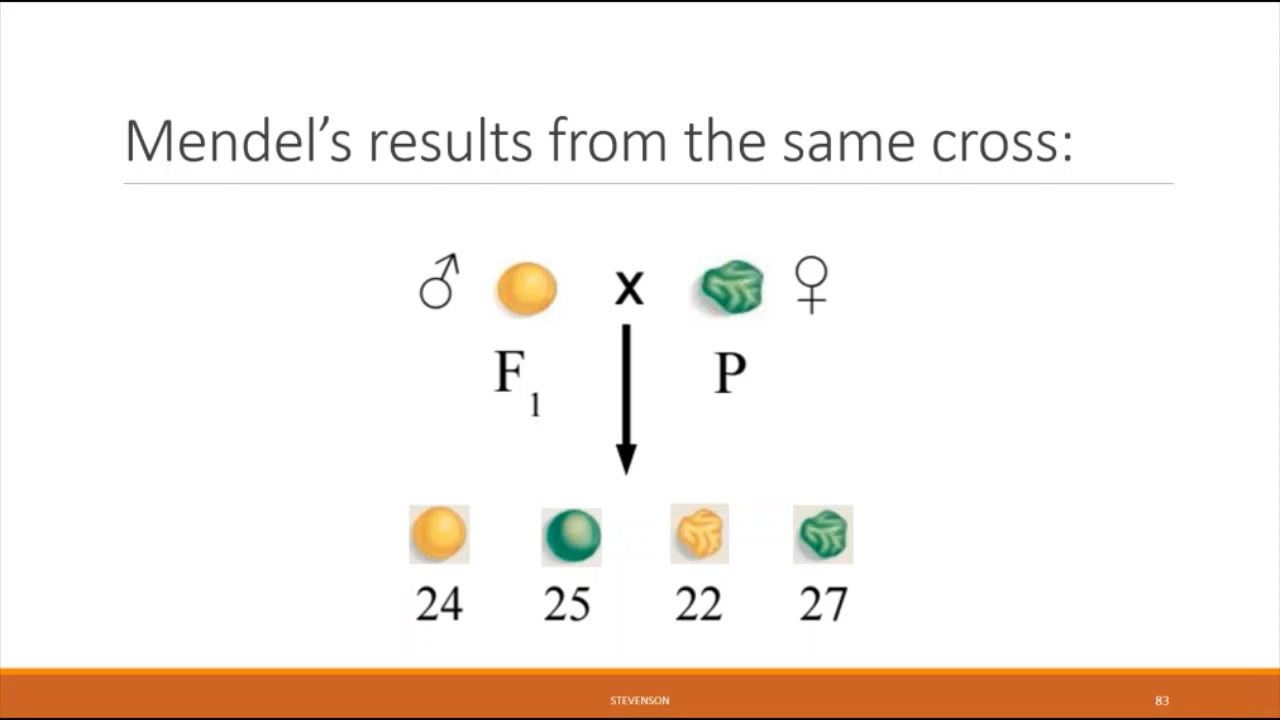 Mendel's results from the same cross:
♂ x ♀
F1 P
24 25 22 27
STEVENSON 83